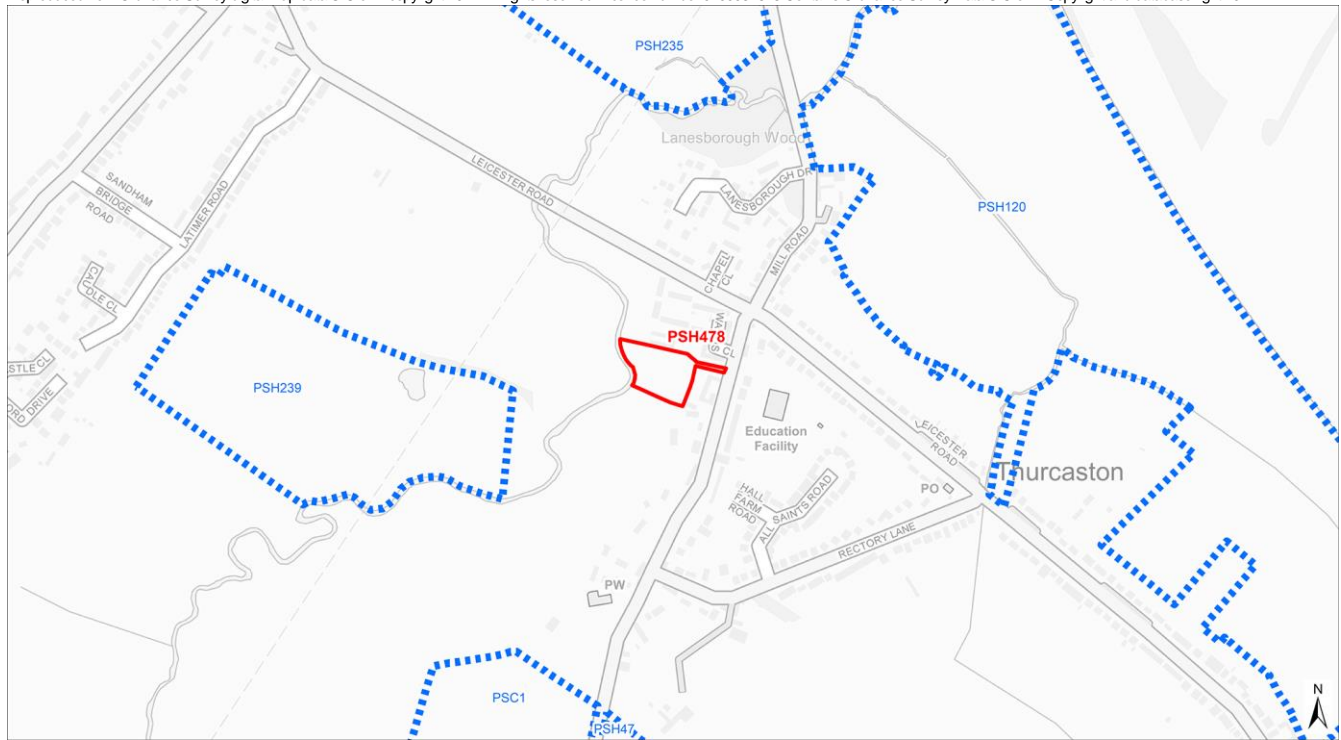 PSH235
Lanesborough Wood
LEICESTER ROAD
LANESBOROUGH DR
SANDHAM
BRIDGE
ROAD
LATIMER ROAD
PSH120
MILL ROAD
CHAPEL
CL
CAUDLE CL
PSH478
CL
PSH239
Education
Facility
ROAD
Thurcaston
PO
HALL
FARM
ROAD
ALL SAINTS ROAD
RECTORY LANE
PW
PSC1
PSH47
N